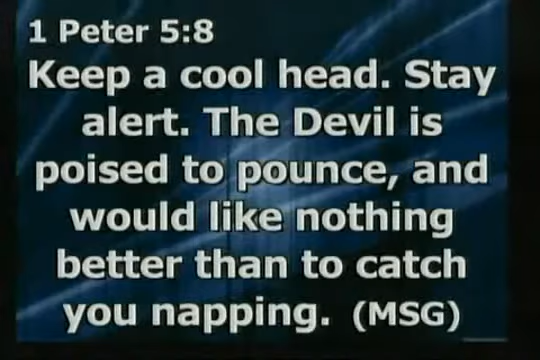 1 Peter 5:8
Keep a cool head. Stay
alert. The Devil is
poised to pounce, and
would like nothing
better than to catch
you napping. (MSG)